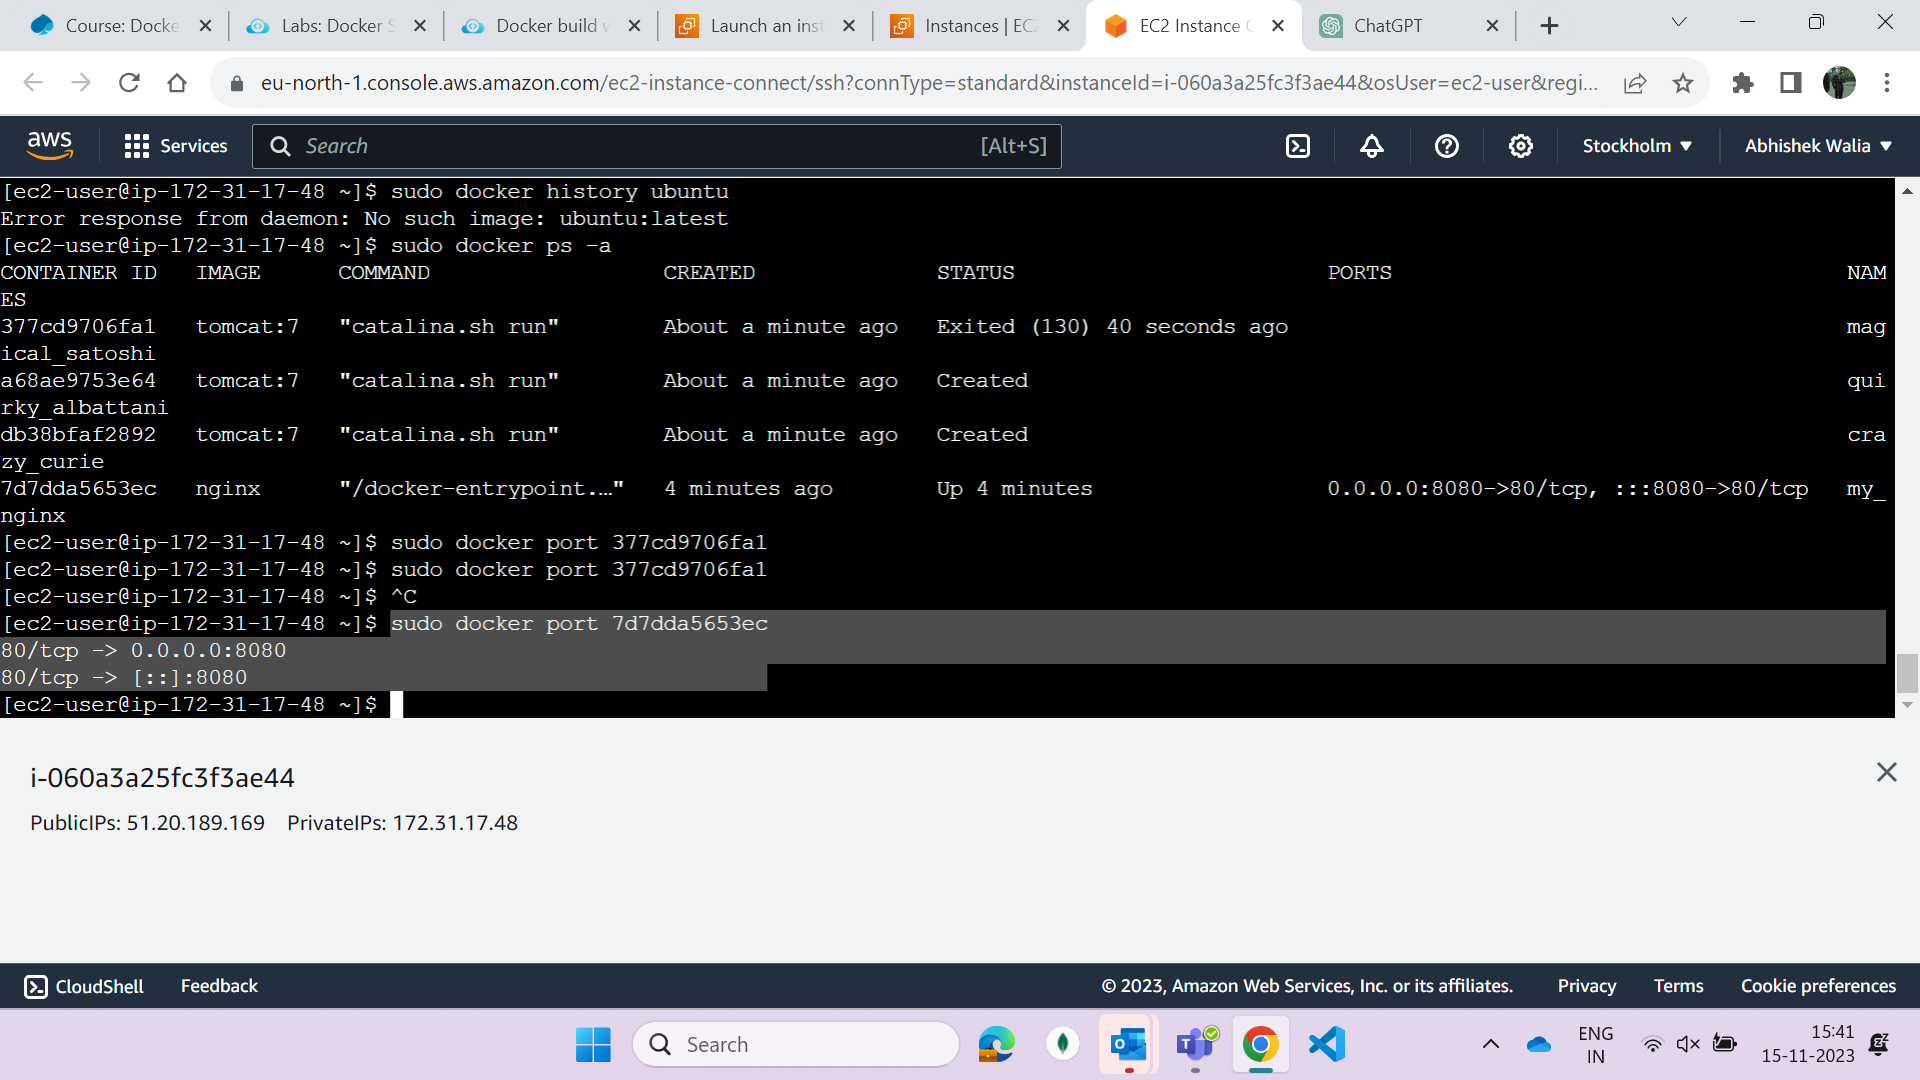 Course: Docke
Labs: Docker S
Docker build w
Launch an inst
Instances | EC2
EC2 Instance C
ChatGPT
eu-north-1.console.aws.amazon.com/ec2-instance-connect/ssh?connType=standard&instanceId=i-060a3a25fc3f3ae44&osUser=ec2-user&regi...
aws
Services
Search
[Alt+S]
Stockholm
Abhishek Walia
[ec2-user@ip-172-31-17-48 ~]$ sudo docker history ubuntu
Error response from daemon: No such image: ubuntu:latest
[ec2-user@ip-172-31-17-48 ~]$ sudo docker ps -a
CONTAINER ID   IMAGE      COMMAND                  CREATED              STATUS                        PORTS                                   NAM
ES
377cd9706fa1   tomcat:7   "catalina.sh run"        About a minute ago   Exited (130) 40 seconds ago                                           mag
ical_satoshi
a68ae9753e64   tomcat:7   "catalina.sh run"        About a minute ago   Created                                                               qui
rky_albattani
db38bfaf2892   tomcat:7   "catalina.sh run"        About a minute ago   Created                                                               cra
zy_curie
7d7dda5653ec   nginx      "/docker-entrypoint.…"   4 minutes ago        Up 4 minutes                  0.0.0.0:8080->80/tcp, :::8080->80/tcp   my_
nginx
[ec2-user@ip-172-31-17-48 ~]$ sudo docker port 377cd9706fa1
[ec2-user@ip-172-31-17-48 ~]$ sudo docker port 377cd9706fa1
[ec2-user@ip-172-31-17-48 ~]$ ^C
[ec2-user@ip-172-31-17-48 ~]$ sudo docker port 7d7dda5653ec
80/tcp -> 0.0.0.0:8080
80/tcp -> [::]:8080
[ec2-user@ip-172-31-17-48 ~]$
i-060a3a25fc3f3ae44
PublicIPs: 51.20.189.169   PrivateIPs: 172.31.17.48
CloudShell
Feedback
© 2023, Amazon Web Services, Inc. or its affiliates.
Privacy
Terms
Cookie preferences
Search
ENG
IN
15:41
15-11-2023